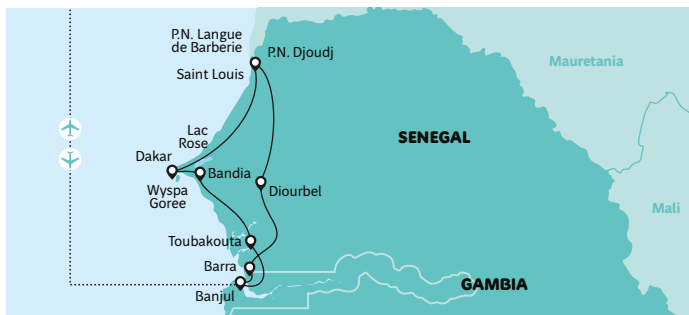 P.N. Langue
de Barberie
P.N. Djoudj
Saint Louis
Mauretania
SENEGAL
Lac
Rose
Dakar
Bandia
Wyspa
Goree
Diourbel
Mali
Toubakouta
Barra
GAMBIA
Banjul